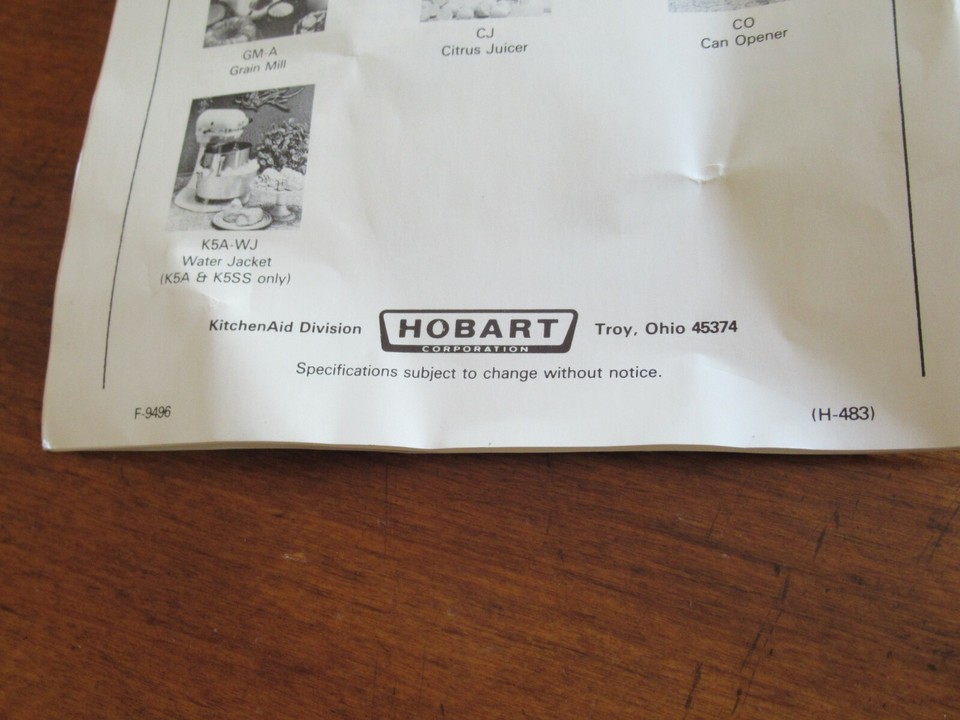 GM-A
Grain Mill
CJ
Citrus Juicer
CO
Can Opener
K5A-WJ
Water Jacket
(K5A & K5SS only)
KitchenAid Division HOBART CORPORATION Troy, Ohio 45374
Specifications subject to change without notice.
F-9496
(H-483)